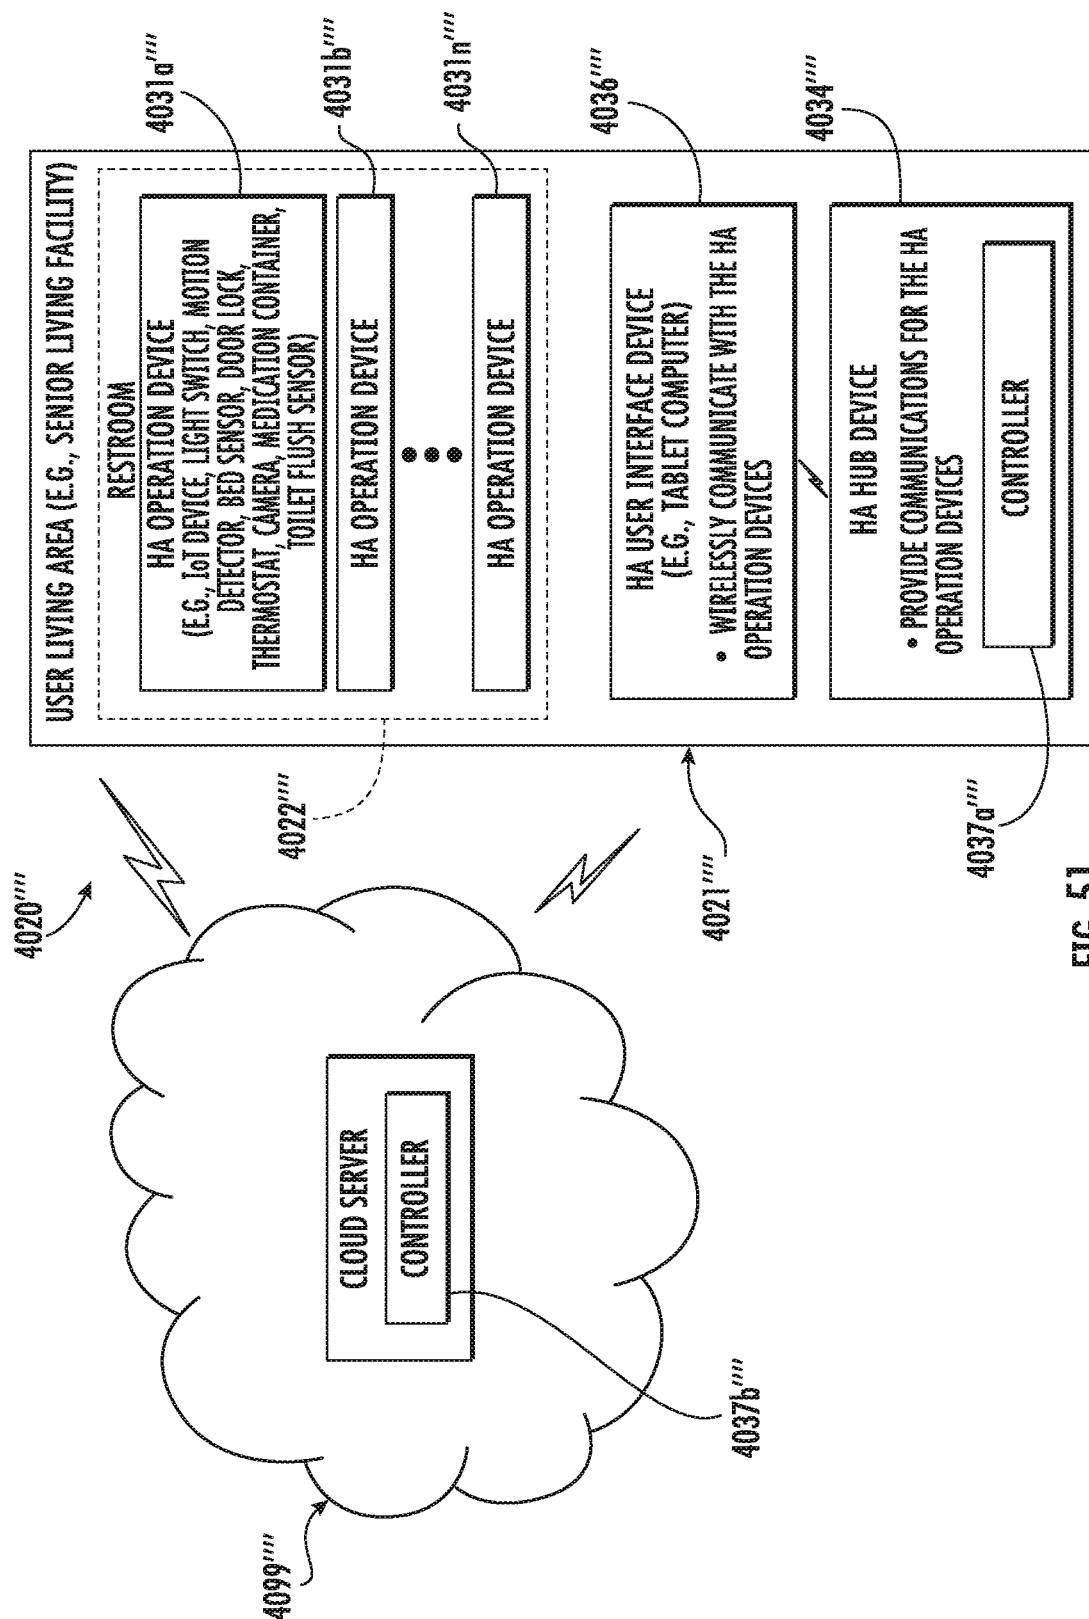 4020''''
USER LIVING AREA (E.G., SENIOR LIVING FACILITY)
RESTROOM
HA OPERATION DEVICE
(E.G., IoT DEVICE, LIGHT SWITCH, MOTION
DETECTOR, BED SENSOR, DOOR LOCK,
THERMOSTAT, CAMERA, MEDICATION CONTAINER,
TOILET FLUSH SENSOR)
4031a''''
HA OPERATION DEVICE
4031b''''
HA OPERATION DEVICE
4031n''''
4022''''
HA USER INTERFACE DEVICE
(E.G., TABLET COMPUTER)
• WIRELESSLY COMMUNICATE WITH THE HA
OPERATION DEVICES
4036''''
HA HUB DEVICE
• PROVIDE COMMUNICATIONS FOR THE HA
OPERATION DEVICES
CONTROLLER
4034''''
4037a''''
4021''''
CLOUD SERVER
CONTROLLER
4037b''''
4099''''
FIG. 51